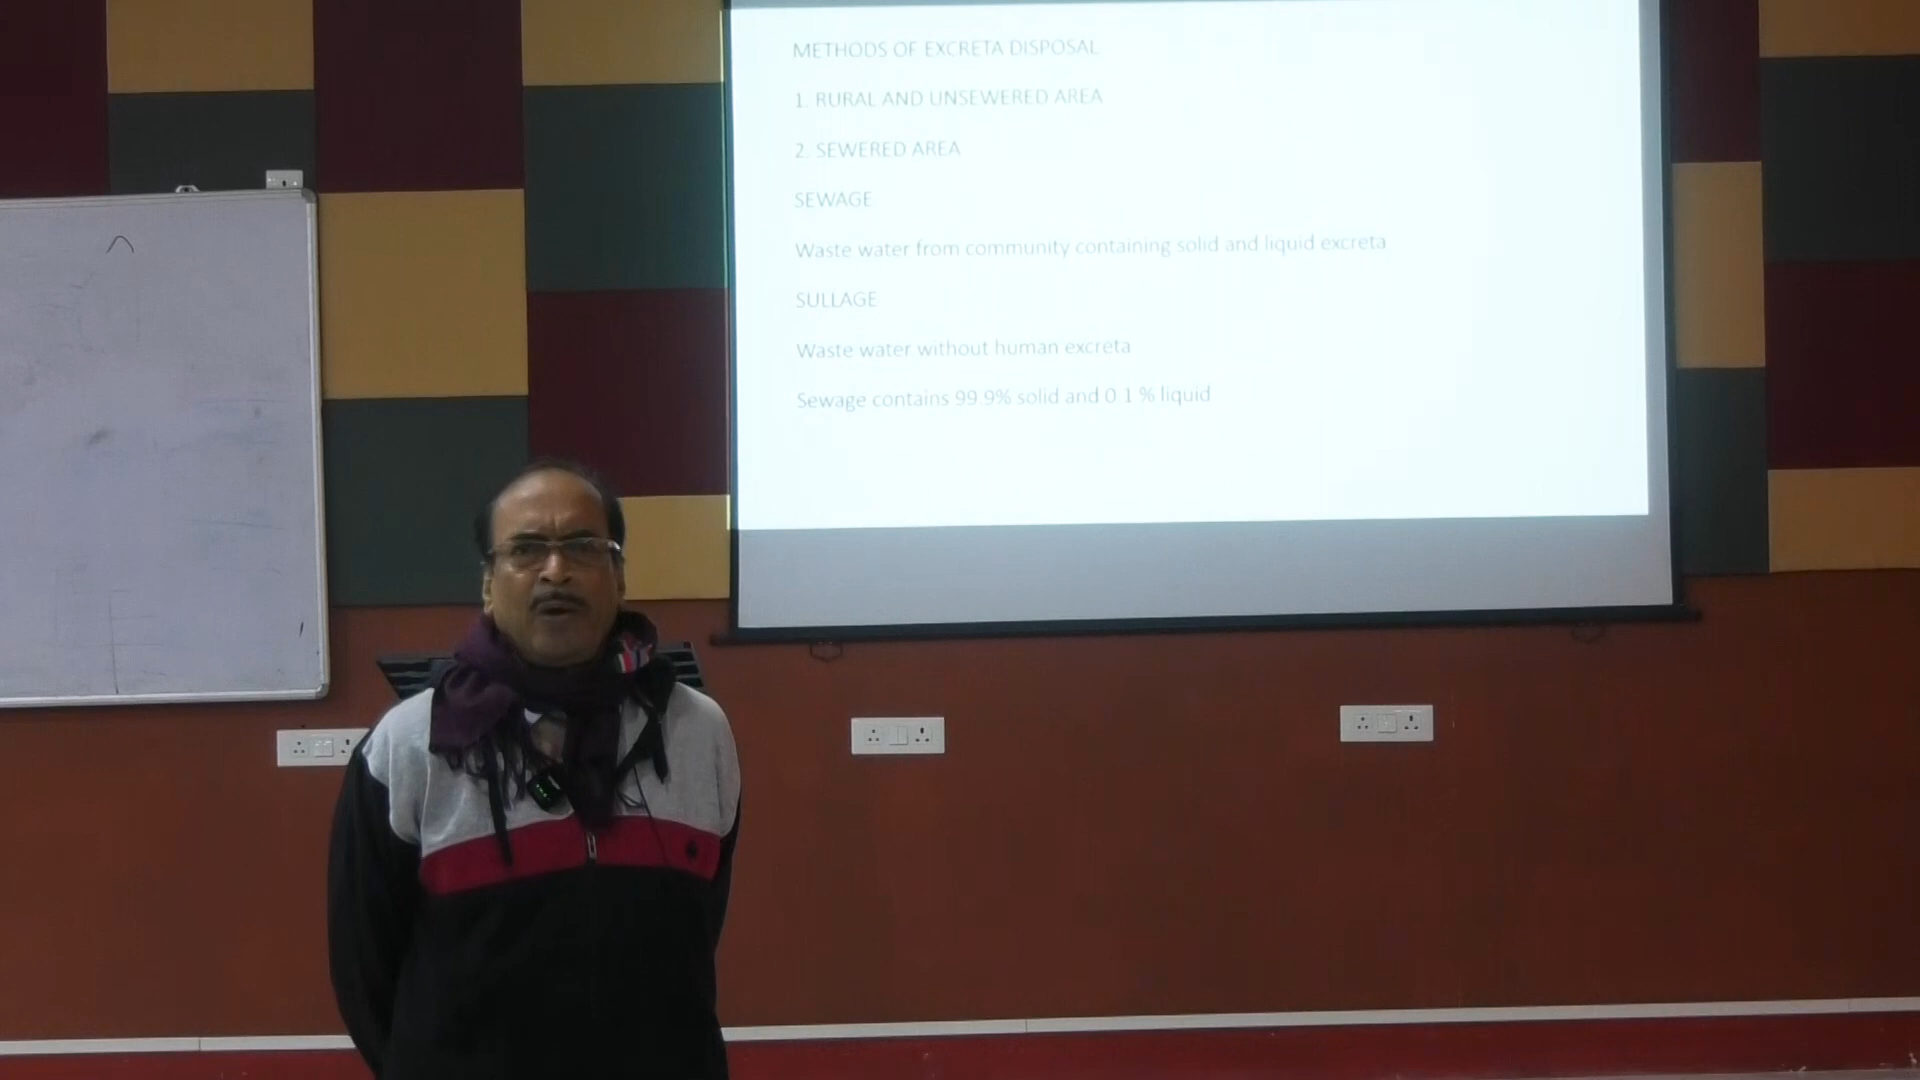 METHODS OF EXCRETA DISPOSAL
1. RURAL AND UNSEWERED AREA
2. SEWERED AREA
SEWAGE
Waste water from community containing solid and liquid excreta
SULLAGE
Waste water without human excreta
Sewage contains 99.9% solid and 0.1 % liquid